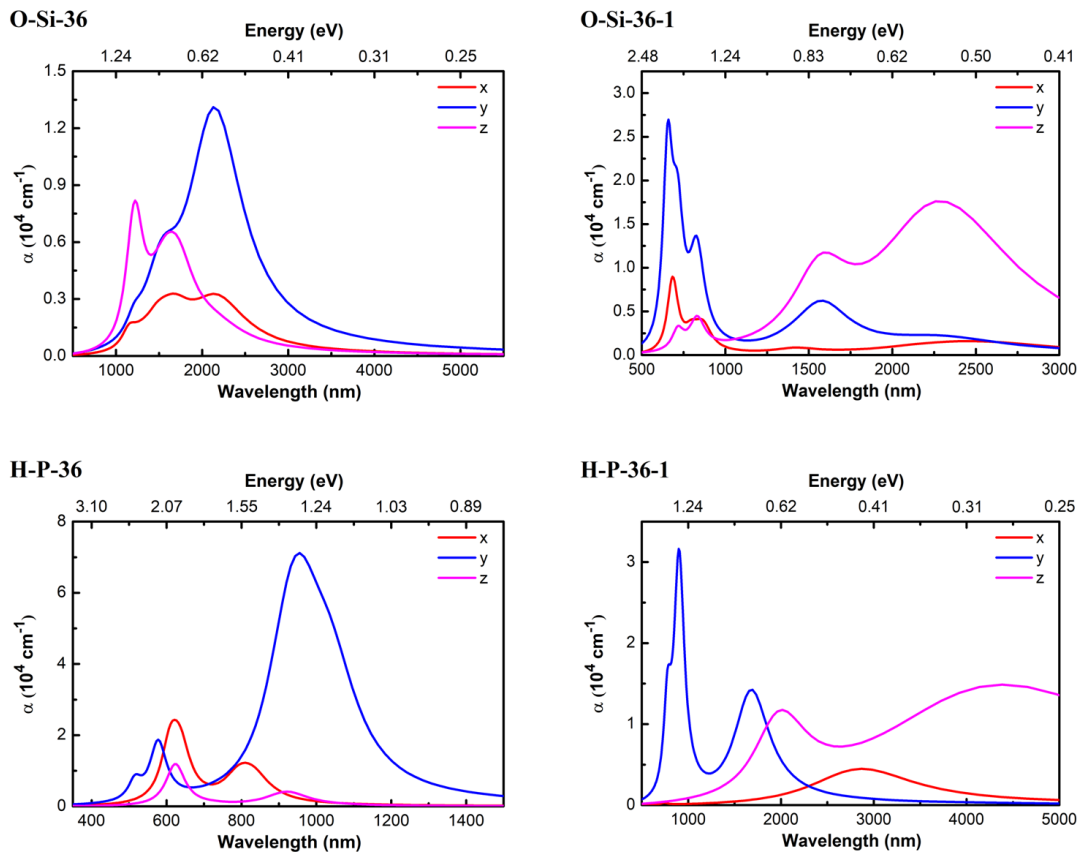 O-Si-36
Energy (eV)
1.24 0.62 0.41 0.31 0.25
1.5
1.2
0.9
0.6
0.3
0.0
α (10⁴ cm⁻¹)
x
y
z
1000 2000 3000 4000 5000
Wavelength (nm)
O-Si-36-1
Energy (eV)
2.48 1.24 0.83 0.62 0.50 0.41
3.0
2.5
2.0
1.5
1.0
0.5
0.0
α (10⁴ cm⁻¹)
x
y
z
500 1000 1500 2000 2500 3000
Wavelength (nm)
H-P-36
Energy (eV)
3.10 2.07 1.55 1.24 1.03 0.89
8
6
4
2
0
α (10⁴ cm⁻¹)
x
y
z
400 600 800 1000 1200 1400
Wavelength (nm)
H-P-36-1
Energy (eV)
1.24 0.62 0.41 0.31 0.25
3
2
1
0
α (10⁴ cm⁻¹)
x
y
z
1000 2000 3000 4000 5000
Wavelength (nm)